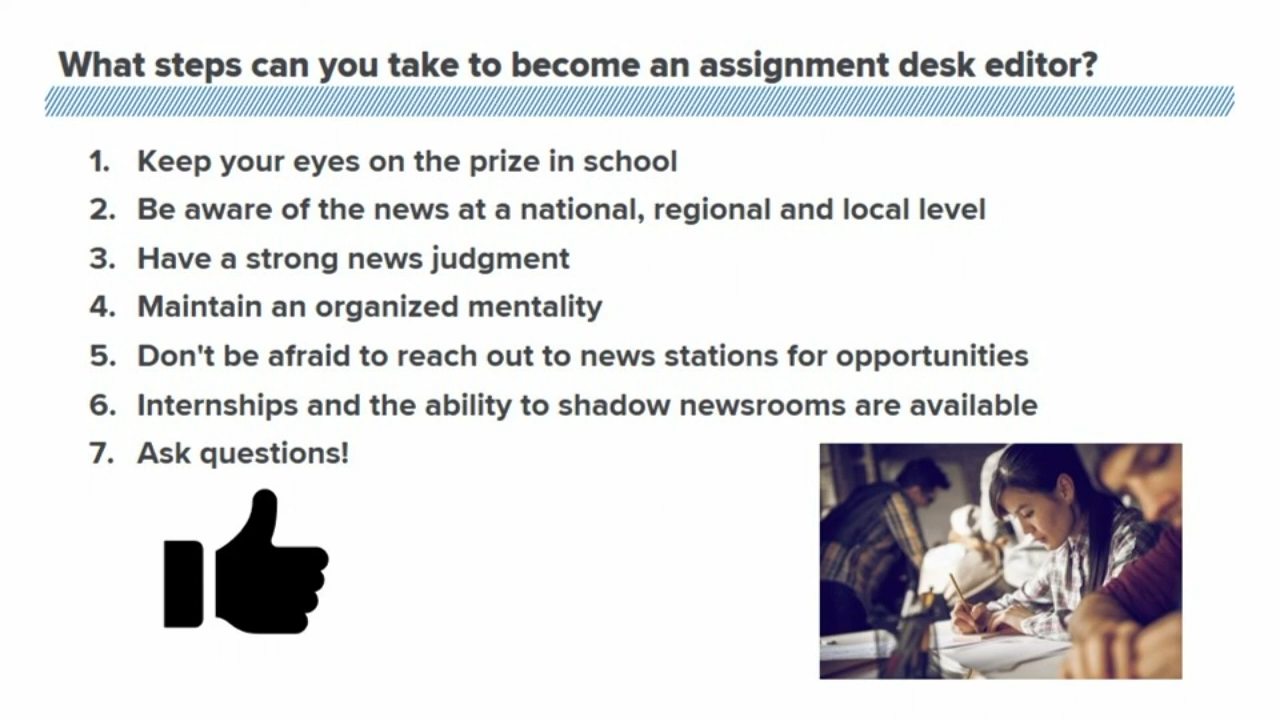 What steps can you take to become an assignment desk editor?
1. Keep your eyes on the prize in school
2. Be aware of the news at a national, regional and local level
3. Have a strong news judgment
4. Maintain an organized mentality
5. Don't be afraid to reach out to news stations for opportunities
6. Internships and the ability to shadow newsrooms are available
7. Ask questions!